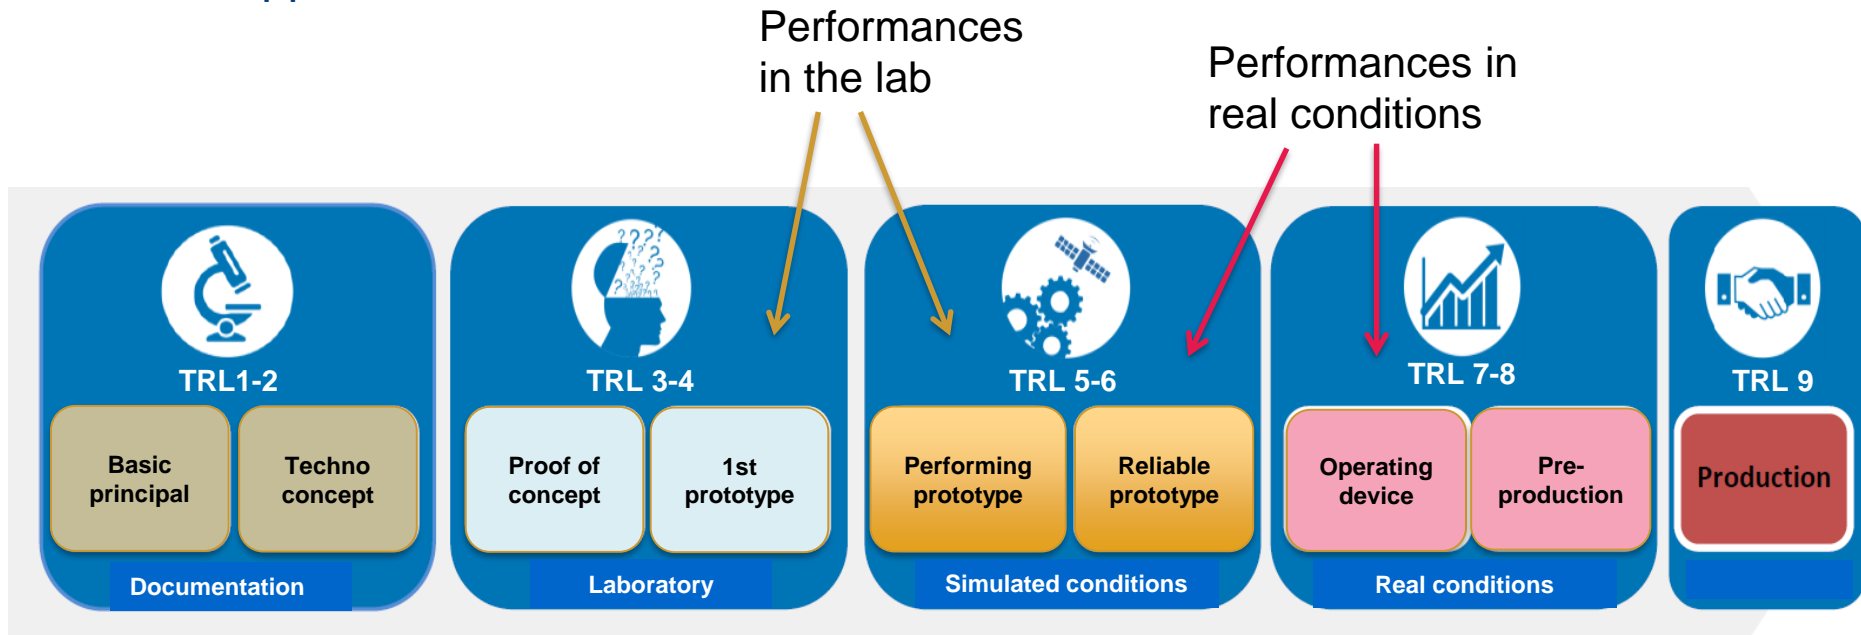 Performances
in the lab
Performances in
real conditions
TRL1-2
Basic
principal
Techno
concept
Documentation
TRL 3-4
Proof of
concept
1st
prototype
Laboratory
TRL 5-6
Performing
prototype
Reliable
prototype
Simulated conditions
TRL 7-8
Operating
device
Pre-
production
Real conditions
TRL 9
Production